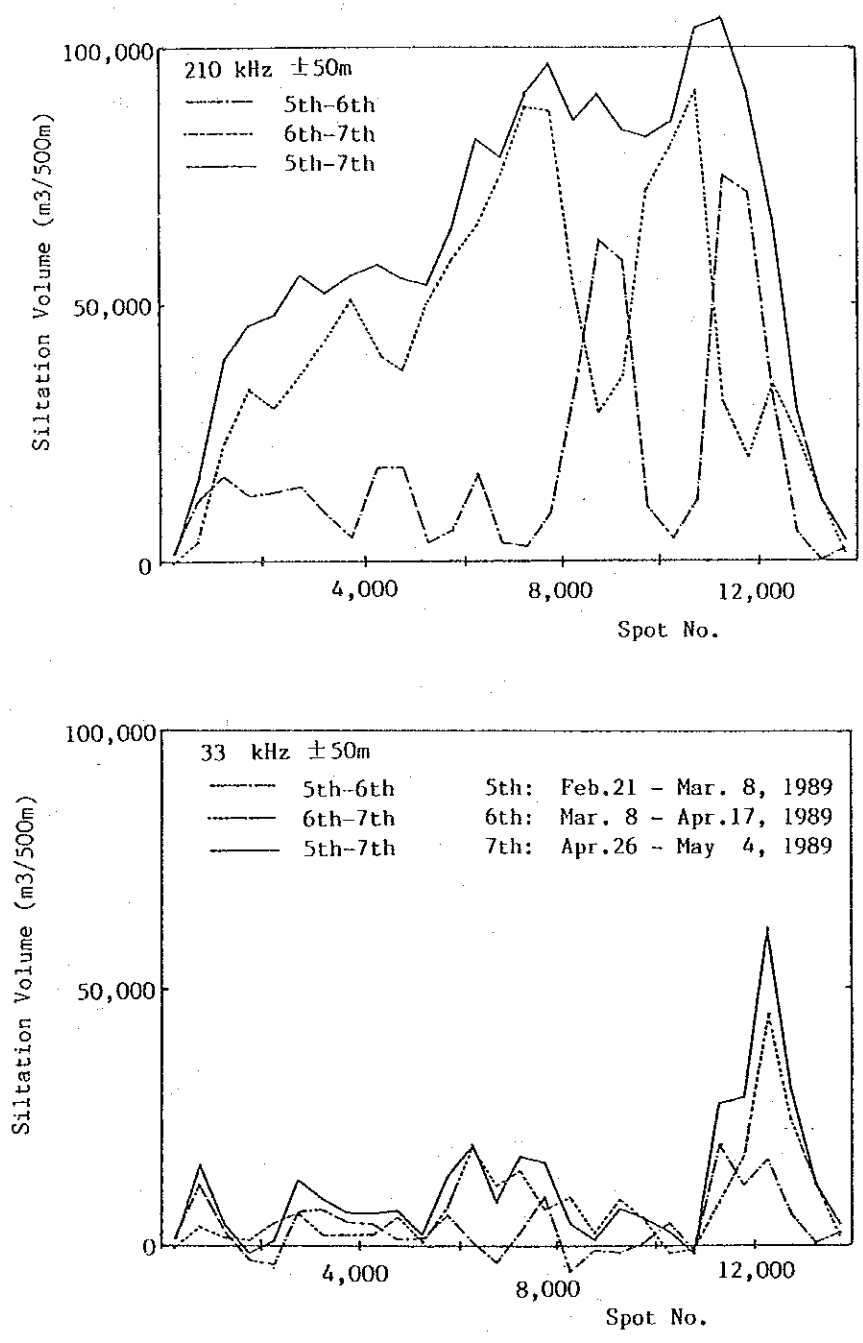 100,000
210 kHz ±50m
5th-6th
6th-7th
5th-7th
50,000
0
Siltation Volume (m3/500m)
4,000
8,000
12,000
Spot No.
100,000
33 kHz ±50m
5th-6th 5th: Feb.21 - Mar. 8, 1989
6th-7th 6th: Mar. 8 - Apr.17, 1989
5th-7th 7th: Apr.26 - May 4, 1989
50,000
0
Siltation Volume (m3/500m)
4,000
8,000
12,000
Spot No.